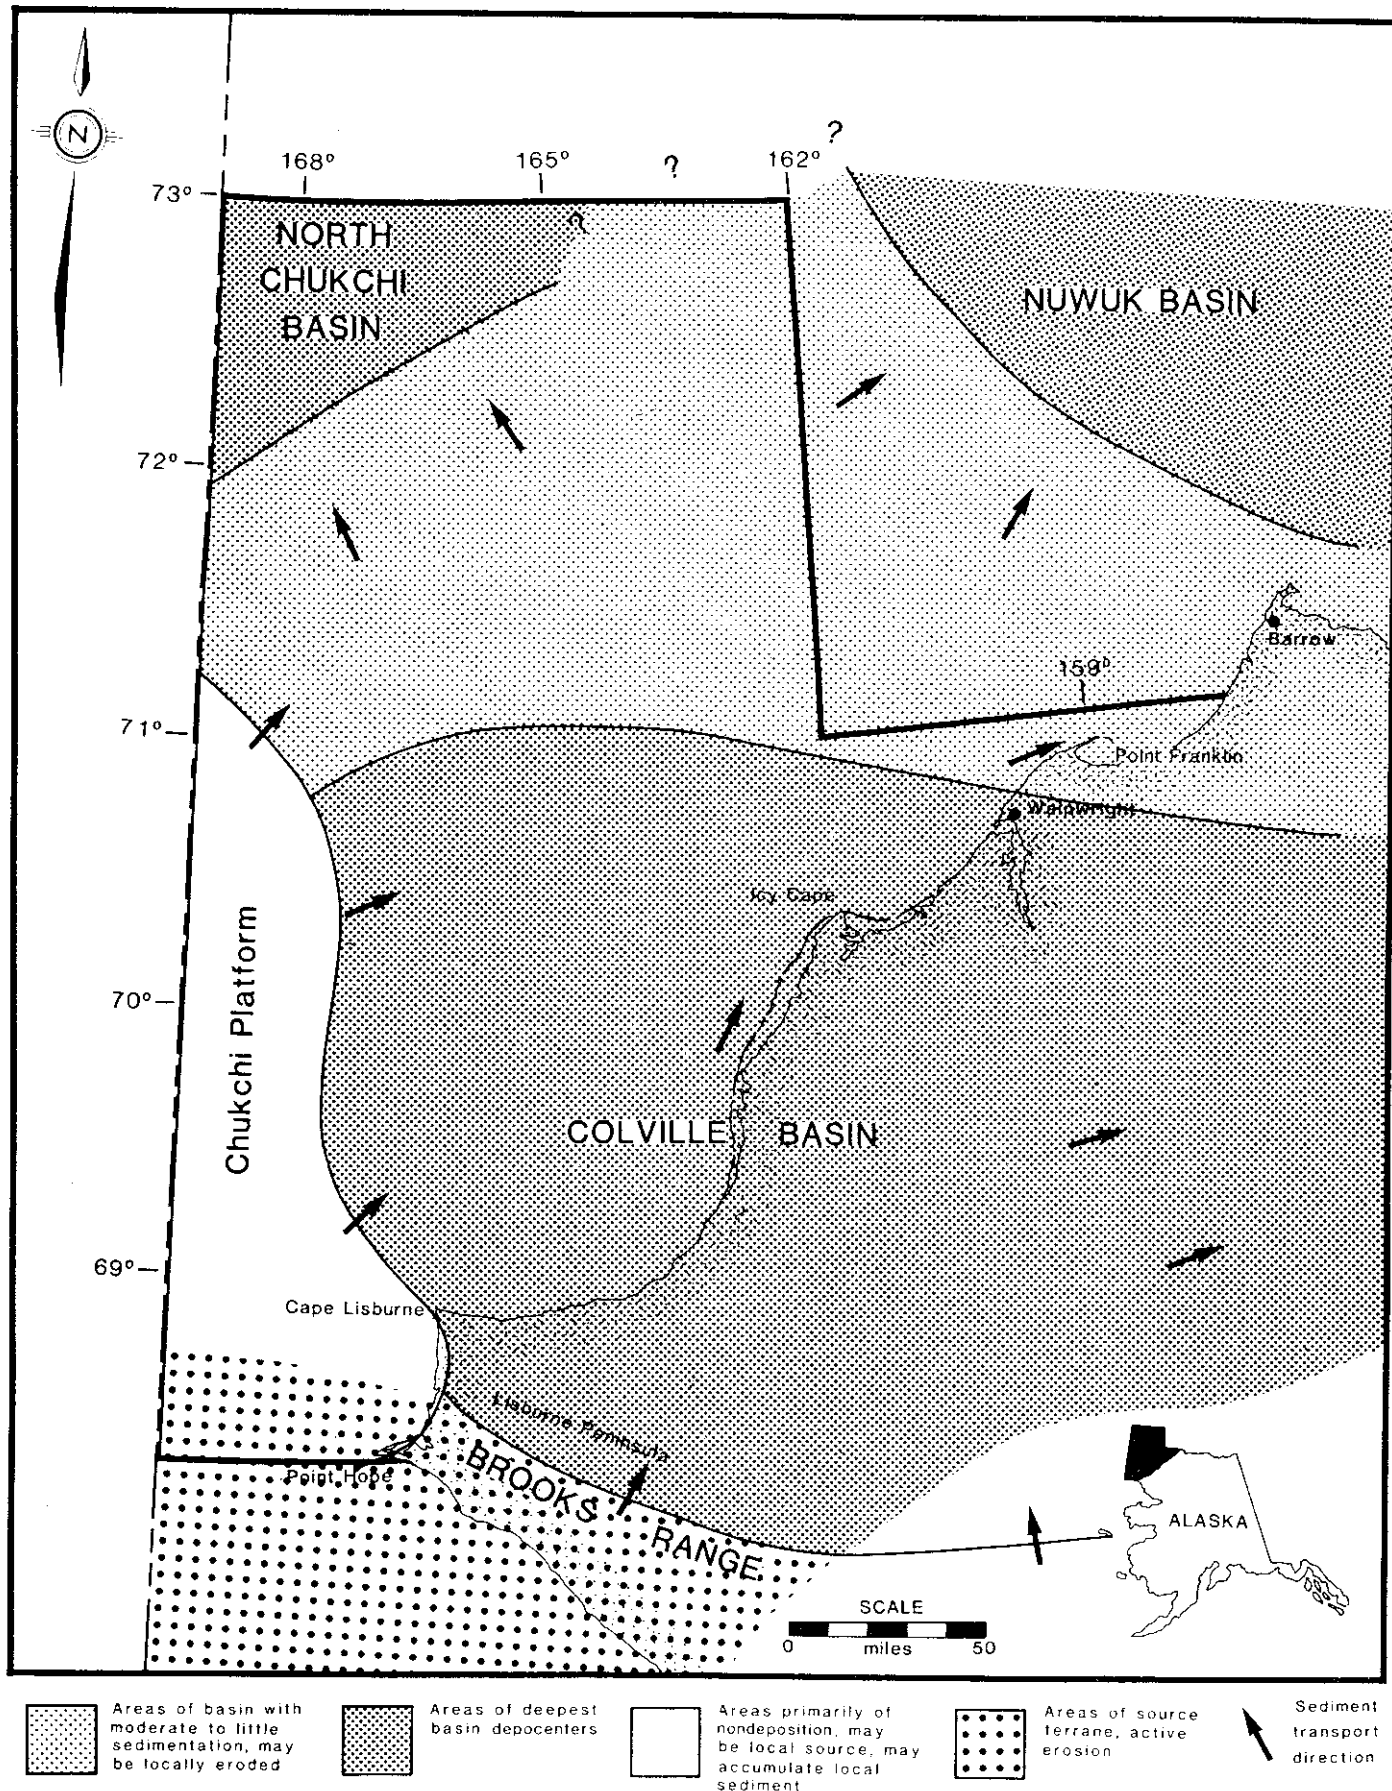 N
?
168°
165°
?
162°
73°
NORTH
CHUKCHI
BASIN
?
NUWUK BASIN
72°
Barrow
159°
71°
Point Franklin
Wainwright
Icy Cape
Chukchi Platform
70°
COLVILLE BASIN
69°
Cape Lisburne
Lisburne Peninsula
BROOKS RANGE
Point Hope
ALASKA
SCALE
0 miles 50
Areas of basin with
moderate to little
sedimentation, may
be locally eroded
Areas of deepest
basin depocenters
Areas primarily of
nondeposition, may
be local source, may
accumulate local
sediment
Areas of source
terrane, active
erosion
Sediment
transport
direction